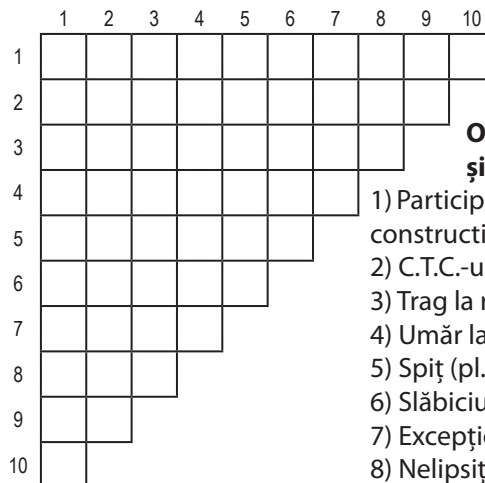 1 2 3 4 5 6 7 8 9 10
1
2
3
4
5
6
7
8
9
10
O
și
1) Particip
constructi
2) C.T.C.-u
3) Trag la
4) Umăr la
5) Spiț (pl.
6) Slăbiciu
7) Excepți
8) Nelipsiț